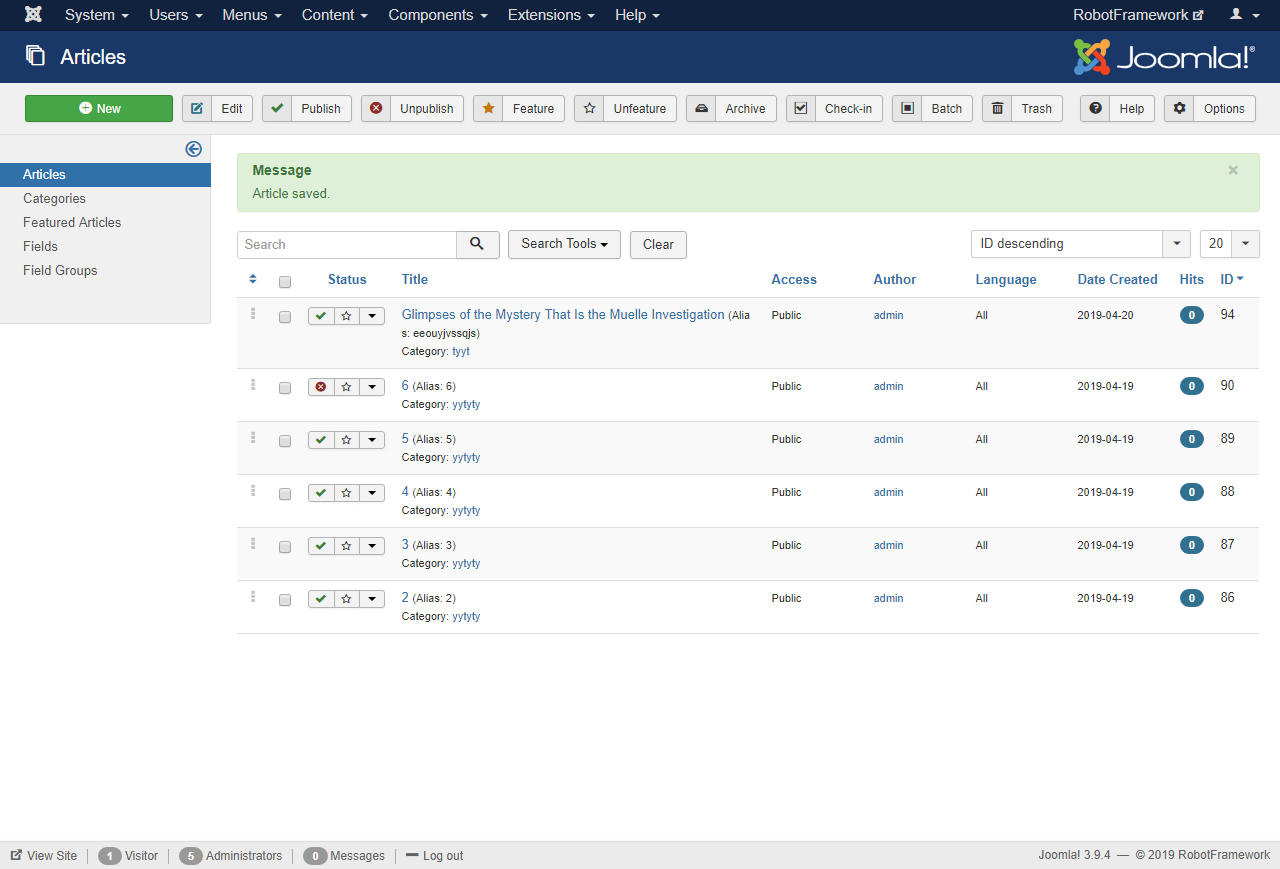 System Users Menus Content Components Extensions Help RobotFramework
Articles Joomla!®
New Edit Publish Unpublish Feature Unfeature Archive Check-in Batch Trash Help Options
Articles
Categories
Featured Articles
Fields
Field Groups
Message
Article saved.
×
Search Search Tools Clear ID descending 20
Status Title Access Author Language Date Created Hits ID
Glimpses of the Mystery That Is the Muelle Investigation (Alia Public admin All 2019-04-20 0 94
s: eeouyjvssqjs)
Category: tyyt
6 (Alias: 6) Public admin All 2019-04-19 0 90
Category: yytyty
5 (Alias: 5) Public admin All 2019-04-19 0 89
Category: yytyty
4 (Alias: 4) Public admin All 2019-04-19 0 88
Category: yytyty
3 (Alias: 3) Public admin All 2019-04-19 0 87
Category: yytyty
2 (Alias: 2) Public admin All 2019-04-19 0 86
Category: yytyty
View Site 1 Visitor 5 Administrators 0 Messages Log out Joomla! 3.9.4 — © 2019 RobotFramework